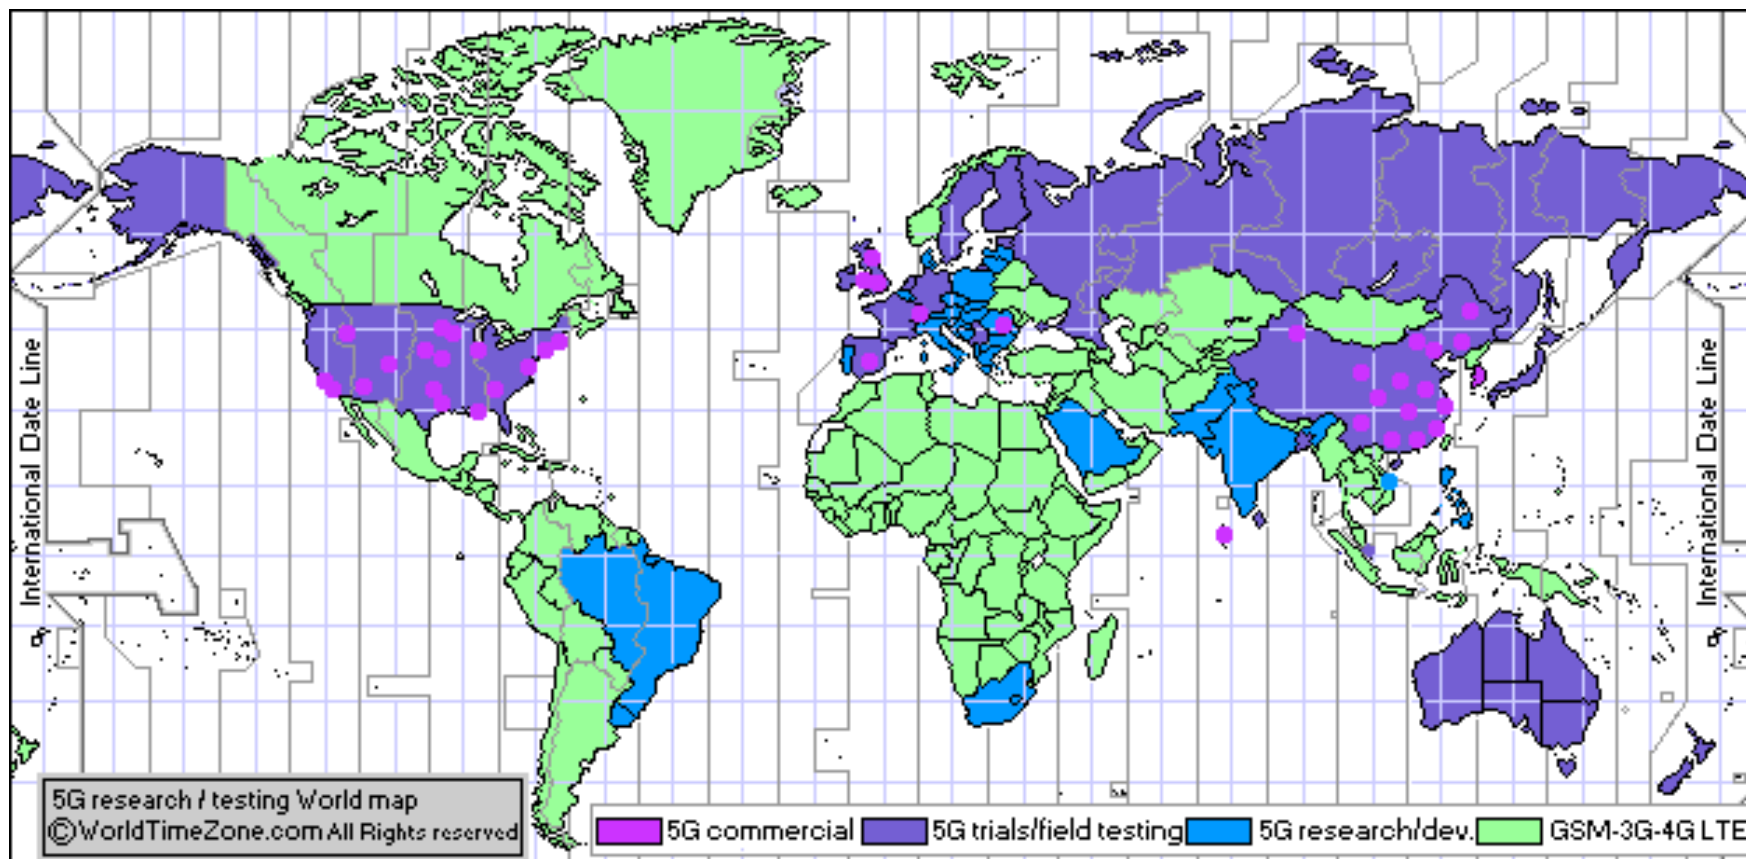 International Date Line
International Date Line
5G research / testing World map
©WorldTimeZone.com All Rights reserved
5G commercial
5G trials/field testing
5G research/dev.
GSM-3G-4G LTE